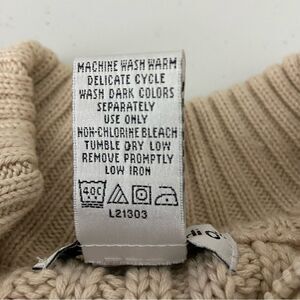 MACHINE WASH WARM
DELICATE CYCLE
WASH DARK COLORS
SEPARATELY
USE ONLY
NON-CHLORINE BLEACH
TUMBLE DRY LOW
REMOVE PROMPTLY
LOW IRON
40C
L21303